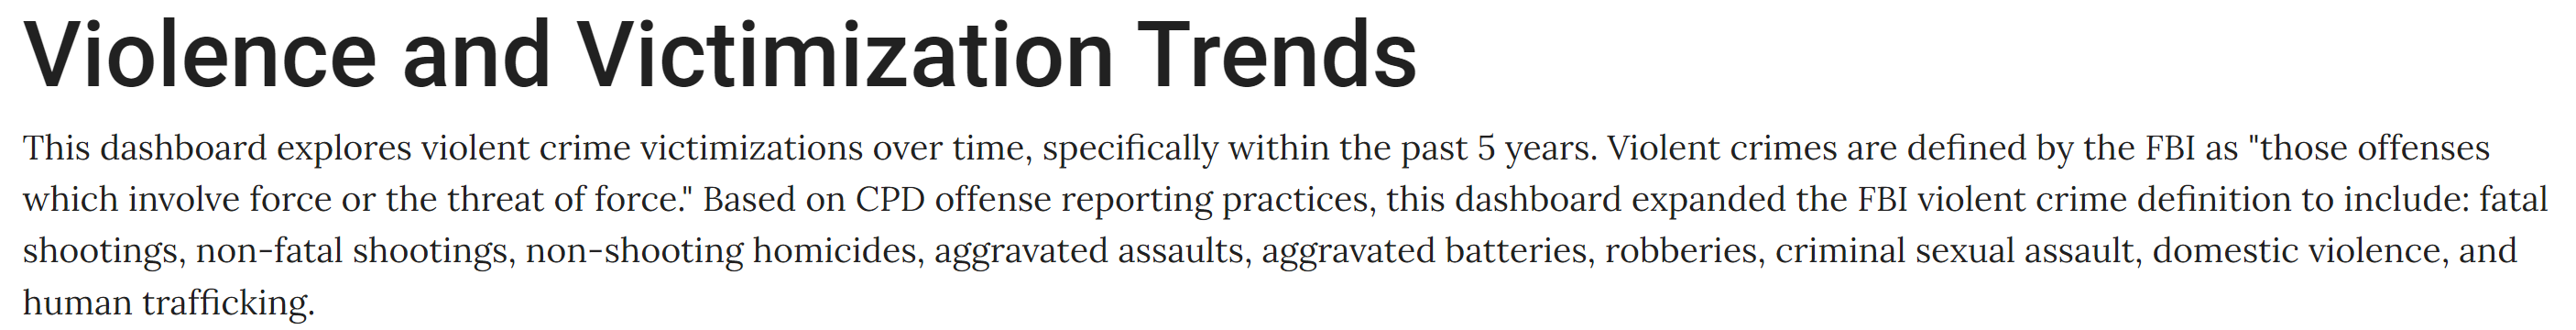 Violence and Victimization Trends
This dashboard explores violent crime victimizations over time, specifically within the past 5 years. Violent crimes are defined by the FBI as "those offenses
which involve force or the threat of force." Based on CPD offense reporting practices, this dashboard expanded the FBI violent crime definition to include: fatal
shootings, non-fatal shootings, non-shooting homicides, aggravated assaults, aggravated batteries, robberies, criminal sexual assault, domestic violence, and
human trafficking.